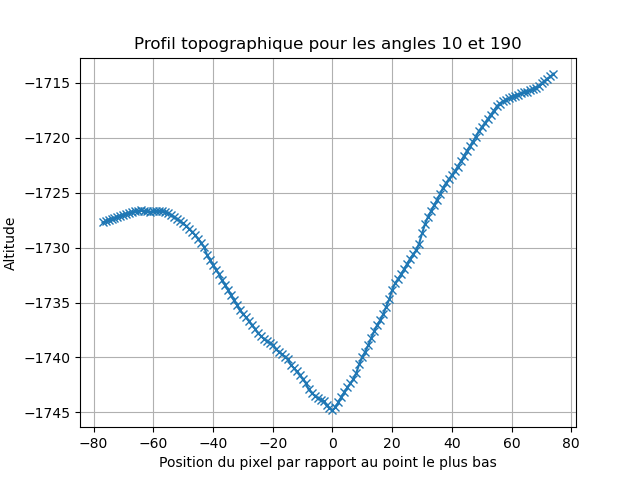 Profil topographique pour les angles 10 et 190
Altitude
−1715
−1720
−1725
−1730
−1735
−1740
−1745
−80 −60 −40 −20 0 20 40 60 80
Position du pixel par rapport au point le plus bas